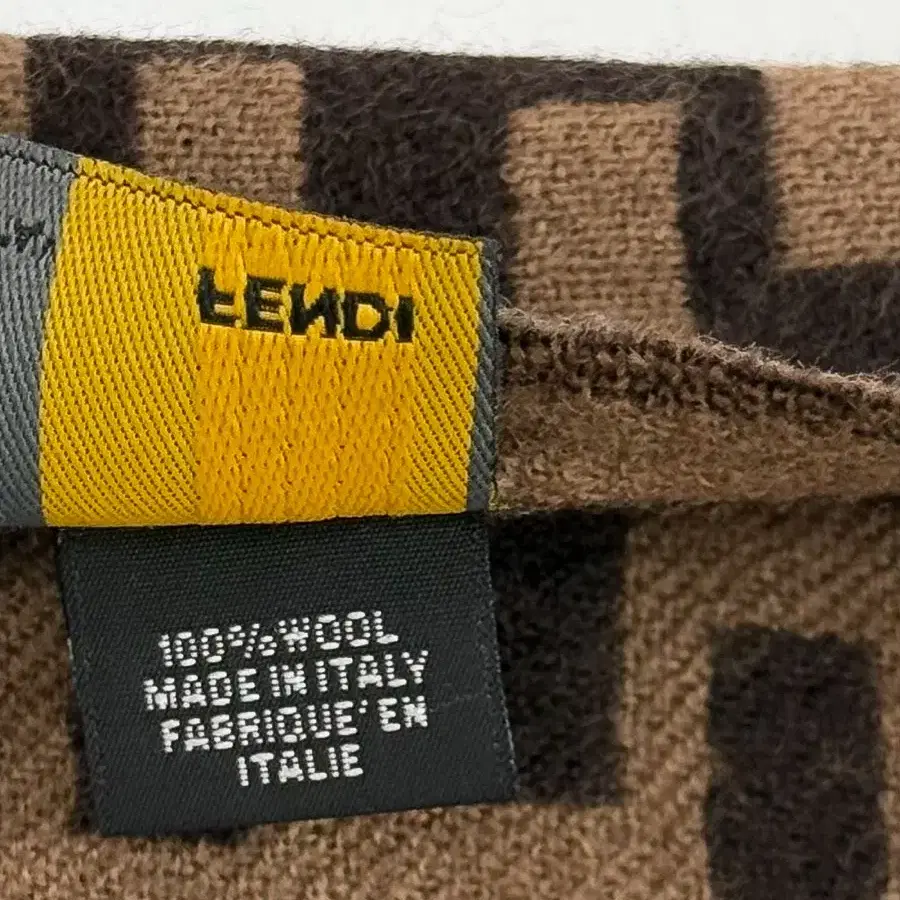 FENDI
100%WOOL
MADE IN ITALY
FABRIQUE' EN
ITALIE